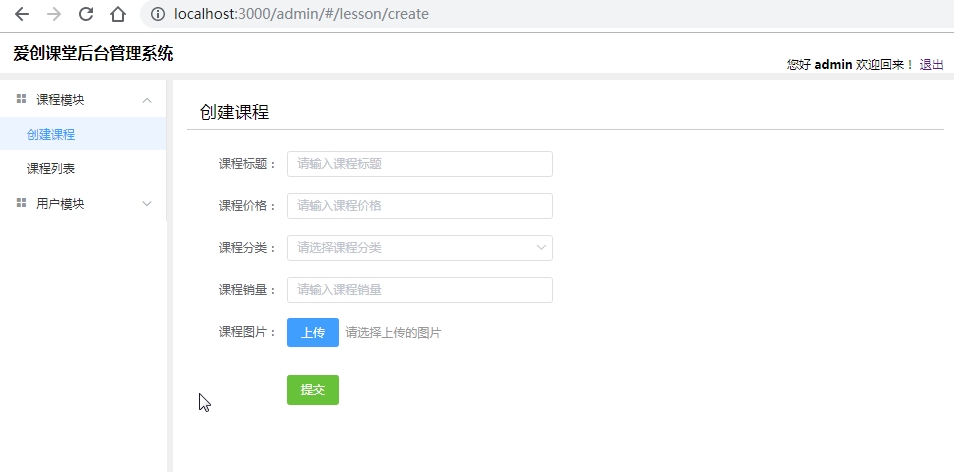 localhost:3000/admin/#/lesson/create
爱创课堂后台管理系统
您好 admin 欢迎回来！ 退出
课程模块
创建课程
课程列表
用户模块
创建课程
课程标题： 请输入课程标题
课程价格： 请输入课程价格
课程分类： 请选择课程分类
课程销量： 请输入课程销量
课程图片： 上传 请选择上传的图片
提交